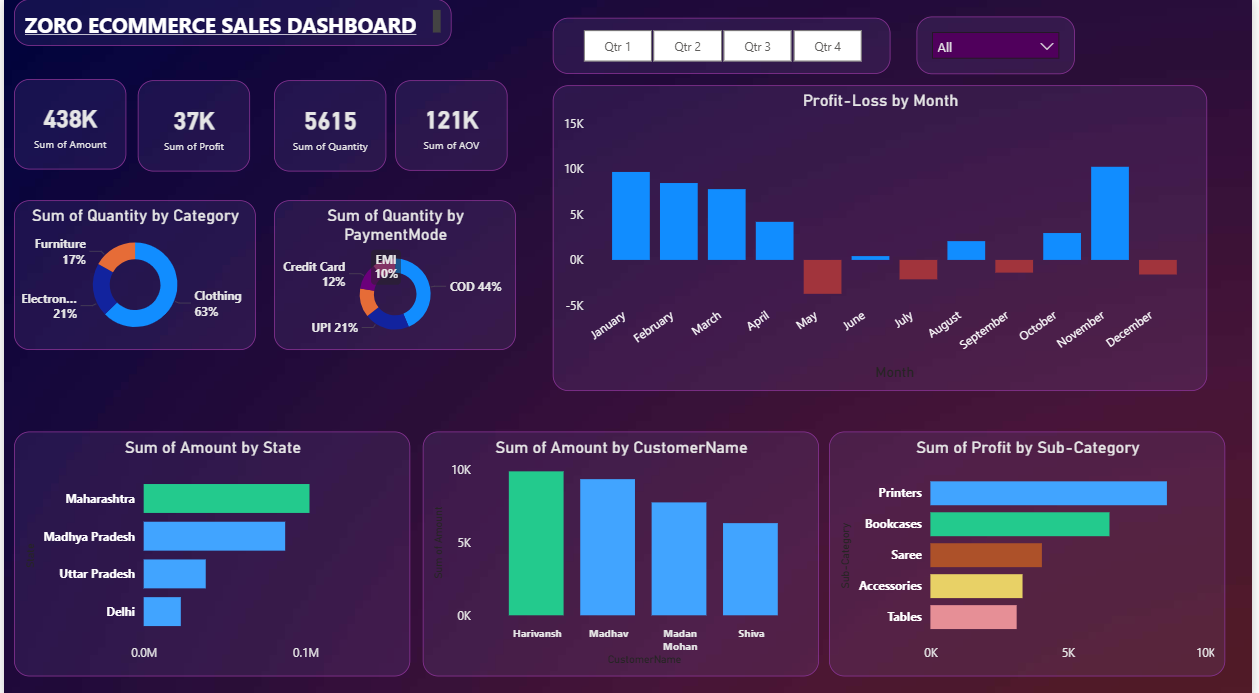 ZORO ECOMMERCE SALES DASHBOARD
Qtr 1
Qtr 2
Qtr 3
Qtr 4
All
438K
Sum of Amount
37K
Sum of Profit
5615
Sum of Quantity
121K
Sum of AOV
Profit-Loss by Month
15K
10K
5K
0K
-5K
January
February
March
April
May
June
July
August
September
October
November
December
Month
Sum of Quantity by Category
Furniture
17%
Electron...
21%
Clothing
63%
Sum of Quantity by
PaymentMode
EMI
10%
Credit Card
12%
COD 44%
UPI 21%
Sum of Amount by State
Maharashtra
Madhya Pradesh
Uttar Pradesh
Delhi
0.0M
0.1M
Sum of Amount by CustomerName
Sum of Amount
10K
5K
0K
Harivansh
Madhav
Madan
Mohan
Shiva
CustomerName
Sum of Profit by Sub-Category
Sub-Category
Printers
Bookcases
Saree
Accessories
Tables
0K
5K
10K